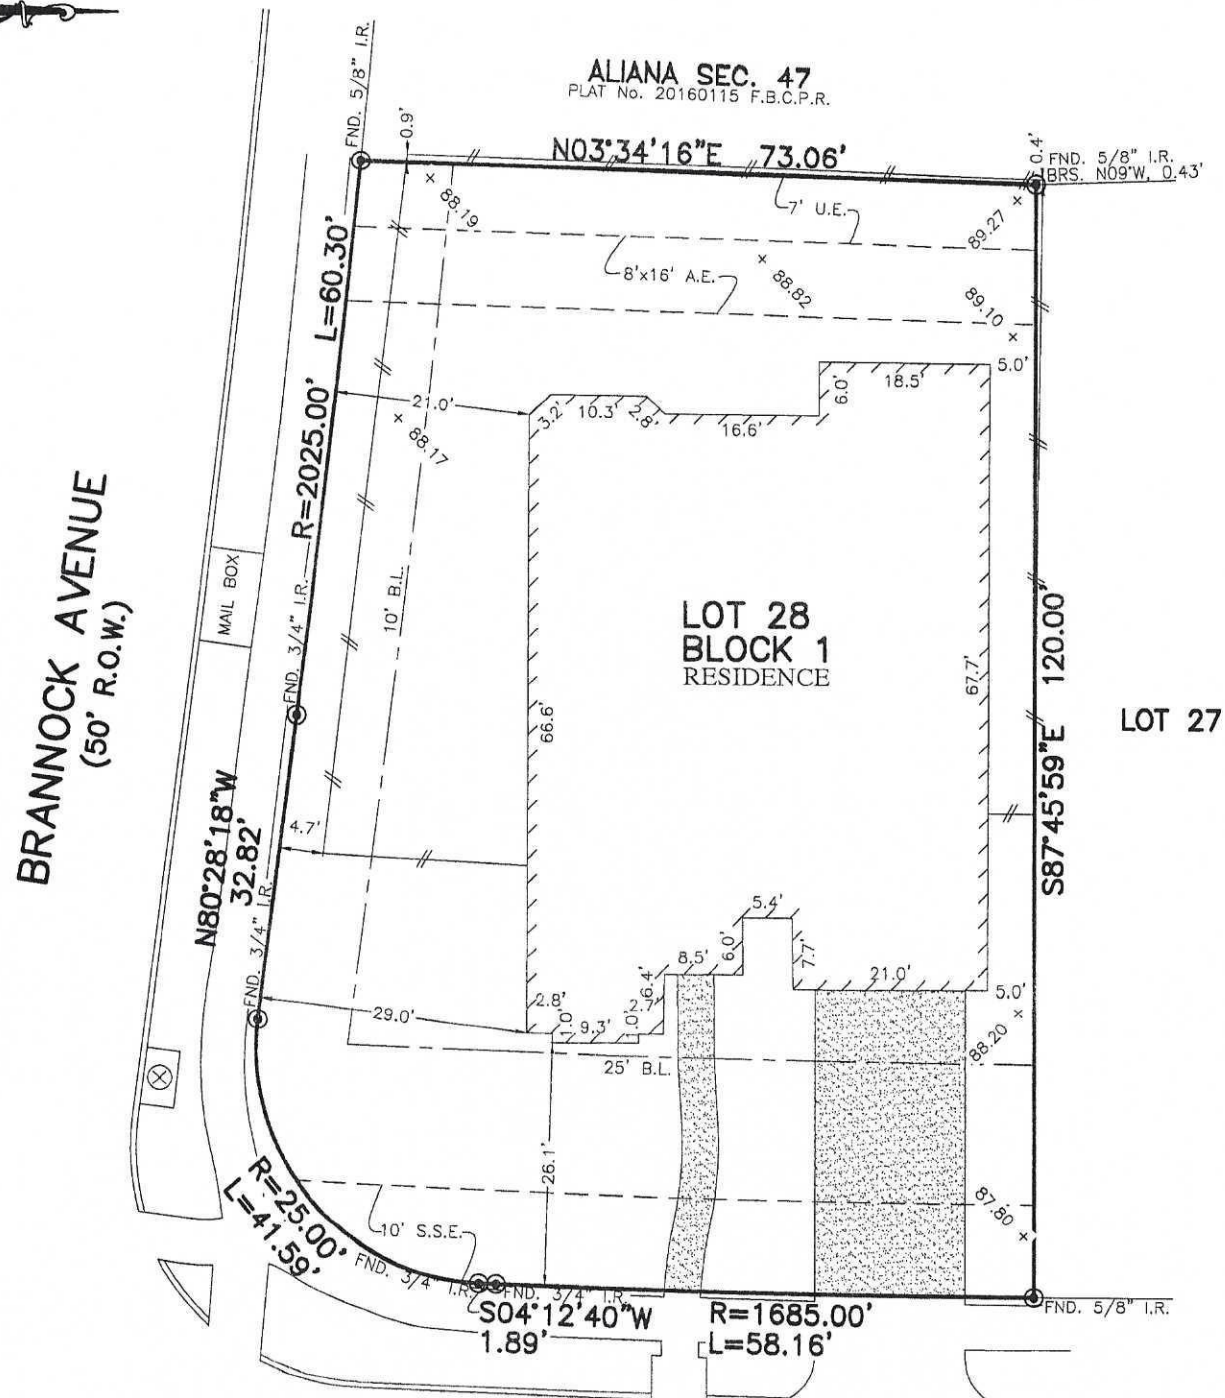 ALIANA SEC. 47
PLAT No. 20160115 F.B.C.P.R.
FND. 5/8" I.R.
0.9'
N03°34'16"E 73.06'
0.4'
FND. 5/8" I.R.
BRS. N09°W, 0.43'
88.19
7' U.E.
89.27
8'x16' A.E.
88.82
89.10
L=60.30'
R=2025.00'
21.0'
88.17
3.2'
10.3'
2.8'
16.6'
6.0'
18.5'
5.0'
10' B.L.
MAIL BOX
BRANNOCK AVENUE
(50' R.O.W.)
FND. 3/4" I.R.
LOT 28
BLOCK 1
RESIDENCE
66.6'
67.7'
S87°45'59"E 120.00'
LOT 27
N80°28'18"W
32.82'
4.7'
FND. 3/4" I.R.
29.0'
2.8'
1.0'
9.3'
1.0'
2.7'
6.4'
8.5'
6.0'
5.4'
7.7'
21.0'
5.0'
88.20
25' B.L.
26.1'
87.80
R=25.00'
L=41.59'
10' S.S.E.
FND. 3/4" I.R.
FND. 3/4" I.R.
FND. 5/8" I.R.
S04°12'40"W
1.89'
R=1685.00'
L=58.16'